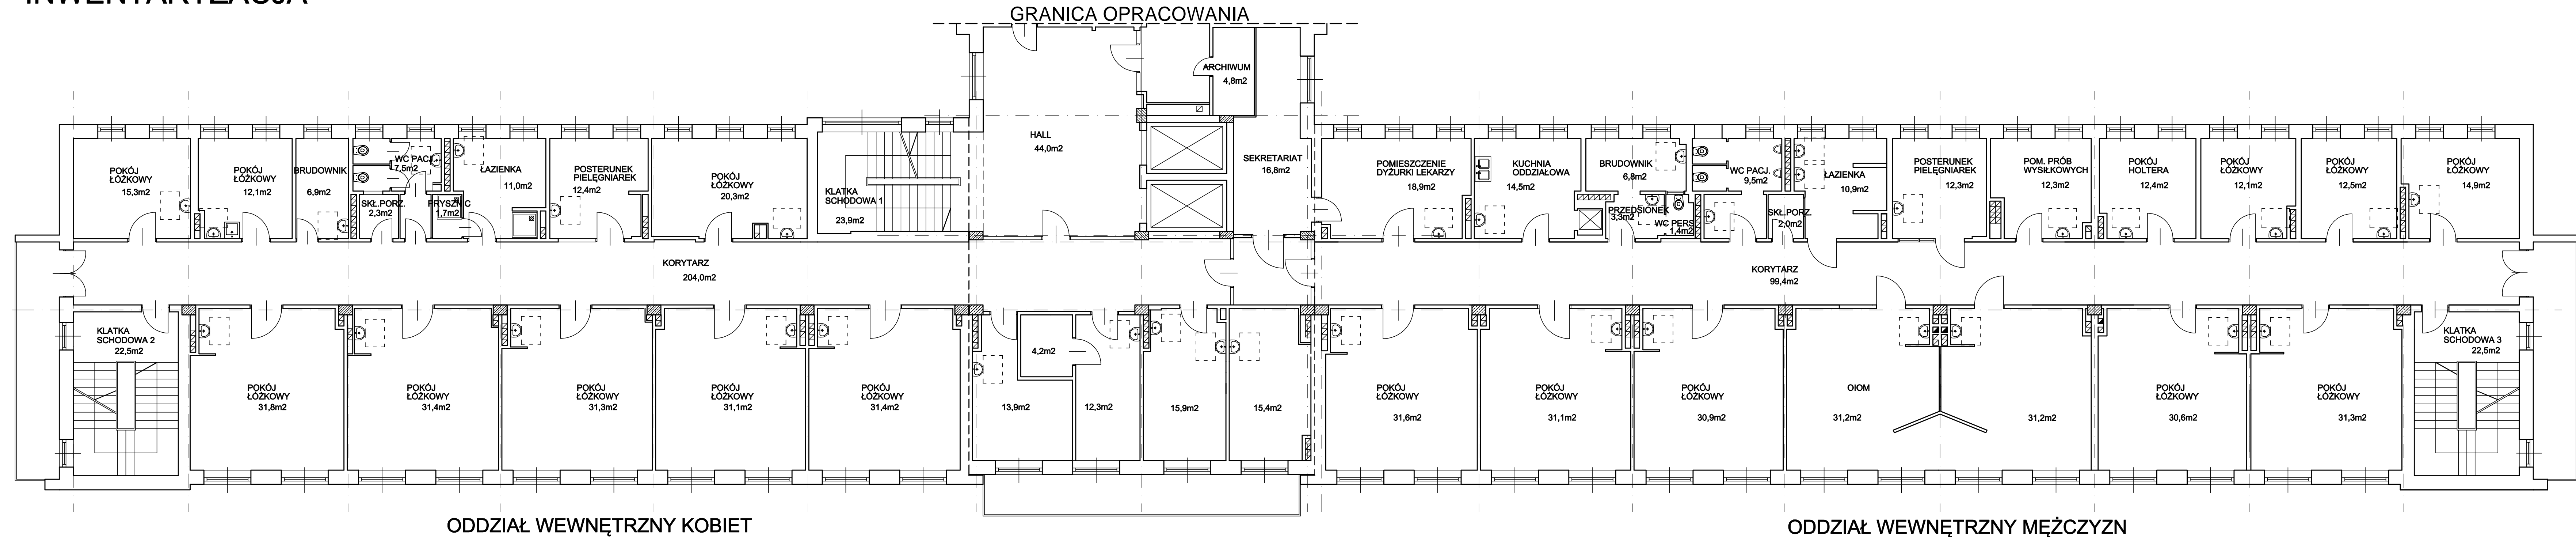 INWENTARYZACJA
GRANICA OPRACOWANIA
ARCHIWUM
4,8m2
HALL
44,0m2
SEKRETARIAT
16,8m2
POKÓJ
ŁÓŻKOWY
15,3m2
POKÓJ
ŁÓŻKOWY
12,1m2
BRUDOWNIK
6,9m2
WC PACJ.
7,5m2
SKŁ.PORZ.
2,3m2
PRYSZNIC
1,7m2
ŁAZIENKA
11,0m2
POSTERUNEK
PIELĘGNIAREK
12,4m2
POKÓJ
ŁÓŻKOWY
20,3m2
KLATKA
SCHODOWA 1
23,9m2
POMIESZCZENIE
DYŻURKI LEKARZY
18,9m2
KUCHNIA
ODDZIAŁOWA
14,5m2
BRUDOWNIK
6,8m2
PRZEDSIONEK
3,3m2
WC PERS.
1,4m2
WC PACJ.
9,5m2
SKŁ.PORZ.
2,0m2
ŁAZIENKA
10,9m2
POSTERUNEK
PIELĘGNIAREK
12,3m2
POM. PRÓB
WYSIŁKOWYCH
12,3m2
POKÓJ
HOLTERA
12,4m2
POKÓJ
ŁÓŻKOWY
12,1m2
POKÓJ
ŁÓŻKOWY
12,5m2
POKÓJ
ŁÓŻKOWY
14,9m2
KORYTARZ
204,0m2
KORYTARZ
99,4m2
KLATKA
SCHODOWA 2
22,5m2
POKÓJ
ŁÓŻKOWY
31,8m2
POKÓJ
ŁÓŻKOWY
31,4m2
POKÓJ
ŁÓŻKOWY
31,3m2
POKÓJ
ŁÓŻKOWY
31,1m2
POKÓJ
ŁÓŻKOWY
31,4m2
13,9m2
4,2m2
12,3m2
15,9m2
15,4m2
POKÓJ
ŁÓŻKOWY
31,6m2
POKÓJ
ŁÓŻKOWY
31,1m2
POKÓJ
ŁÓŻKOWY
30,9m2
OIOM
31,2m2
31,2m2
POKÓJ
ŁÓŻKOWY
30,6m2
POKÓJ
ŁÓŻKOWY
31,3m2
KLATKA
SCHODOWA 3
22,5m2
ODDZIAŁ WEWNĘTRZNY KOBIET
ODDZIAŁ WEWNĘTRZNY MĘŻCZYZN